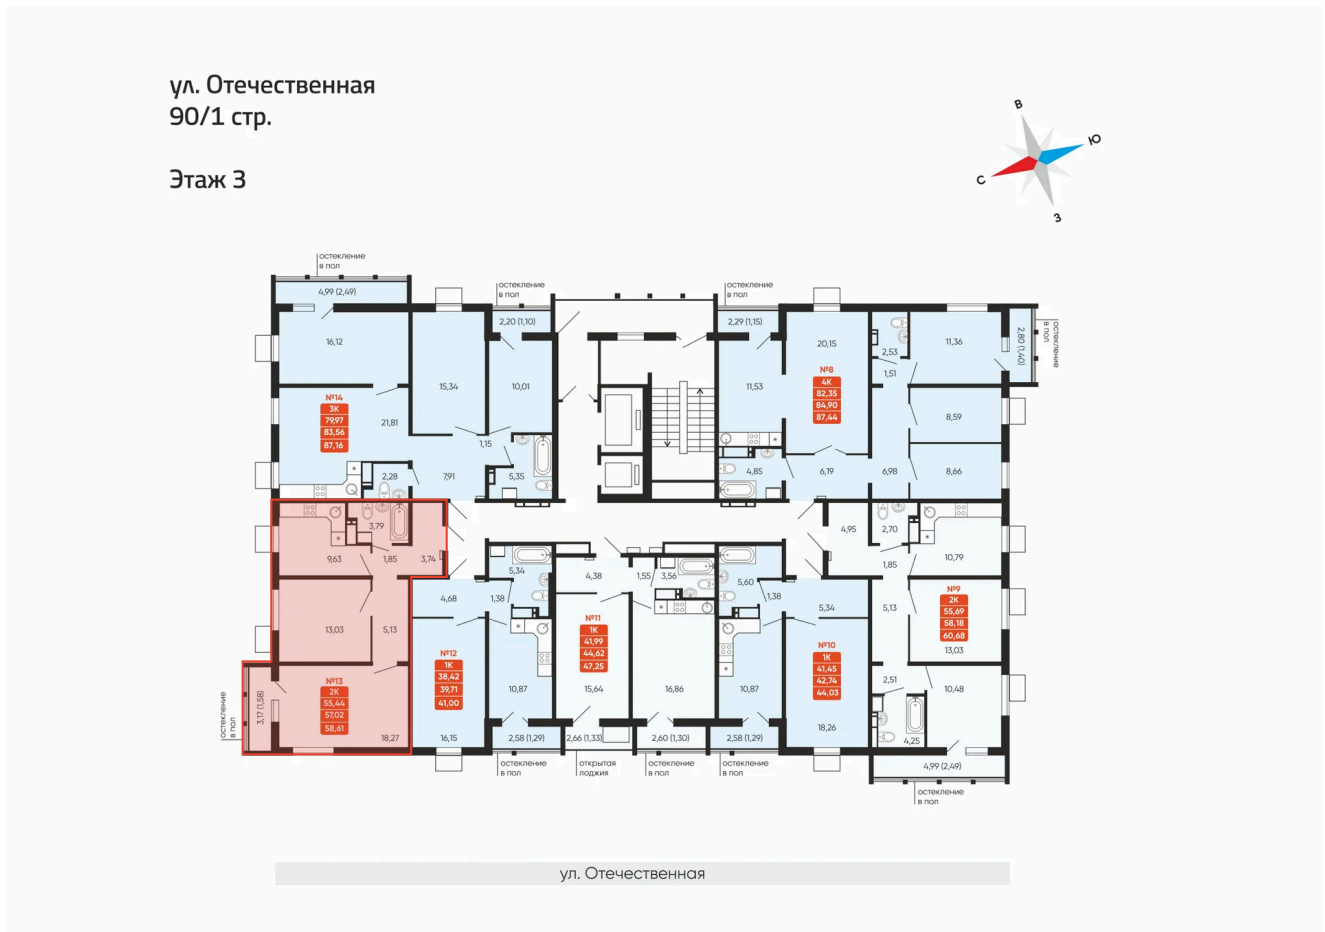 ул. Отечественная
90/1 стр.
Этаж 3
В
Ю
С
З
остекление
в пол
4,99 (2,49)
16,12
15,34
остекление
в пол
2,20 (1,10)
10,01
№14
3К
79,97
83,56
87,16
21,81
1,15
5,35
2,28
7,91
остекление
в пол
2,29 (1,15)
11,53
20,15
№8
4К
82,35
84,90
87,44
2,53
1,51
11,36
2,80 (1,40)
остекление
в пол
8,59
8,66
4,85
6,19
6,98
3,79
9,63
1,85
3,74
13,03
5,13
№13
2К
55,44
57,02
58,61
18,27
3,17 (1,58)
остекление
в пол
4,68
5,34
1,38
№12
1К
38,42
39,71
41,00
16,15
10,87
2,58 (1,29)
остекление
в пол
4,38
№11
1К
41,99
44,62
47,25
15,64
1,55
3,56
16,86
2,66 (1,33)
открытая
лоджия
2,60 (1,30)
остекление
в пол
5,60
1,38
5,34
10,87
№10
1К
41,45
42,74
44,03
18,26
2,58 (1,29)
остекление
в пол
4,95
2,70
1,85
10,79
5,13
№9
2К
55,69
58,18
60,68
13,03
2,51
10,48
4,25
4,99 (2,49)
остекление
в пол
ул. Отечественная